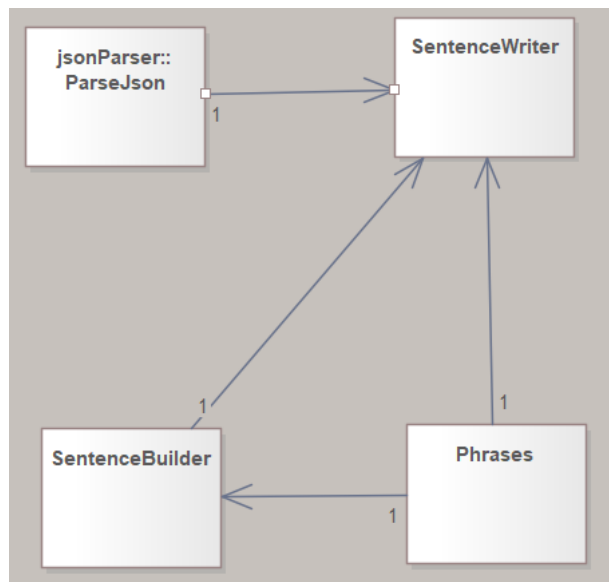 jsonParser::
ParseJson
SentenceWriter
1
1
1
SentenceBuilder
Phrases
1